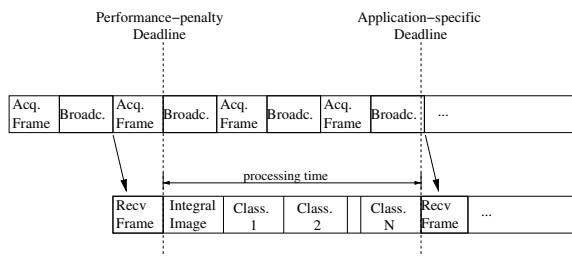 Performance-penalty
Deadline
Application-specific
Deadline
Acq.
Frame
Broadc.
Acq.
Frame
Broadc.
Acq.
Frame
Broadc.
Acq.
Frame
Broadc.
...
processing time
Recv
Frame
Integral
Image
Class.
1
Class.
2
Class.
N
Recv
Frame
...